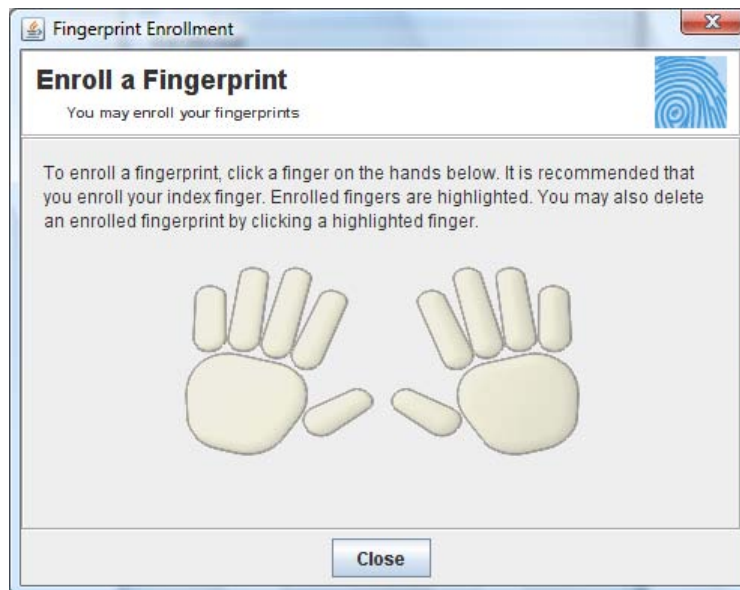 Fingerprint Enrollment
Enroll a Fingerprint
You may enroll your fingerprints
To enroll a fingerprint, click a finger on the hands below. It is recommended that
you enroll your index finger. Enrolled fingers are highlighted. You may also delete
an enrolled fingerprint by clicking a highlighted finger.
Close